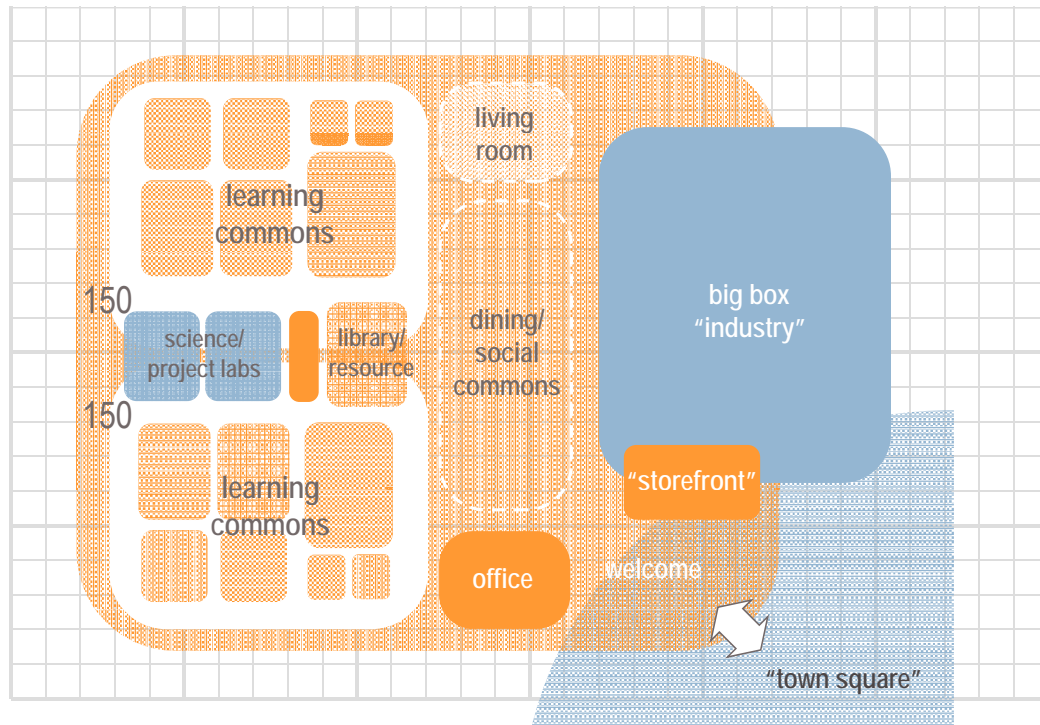 living
room
learning
commons
150
big box
“industry”
science/
project labs
library/
resource
dining/
social
commons
150
“storefront”
learning
commons
office
welcome
“town square”